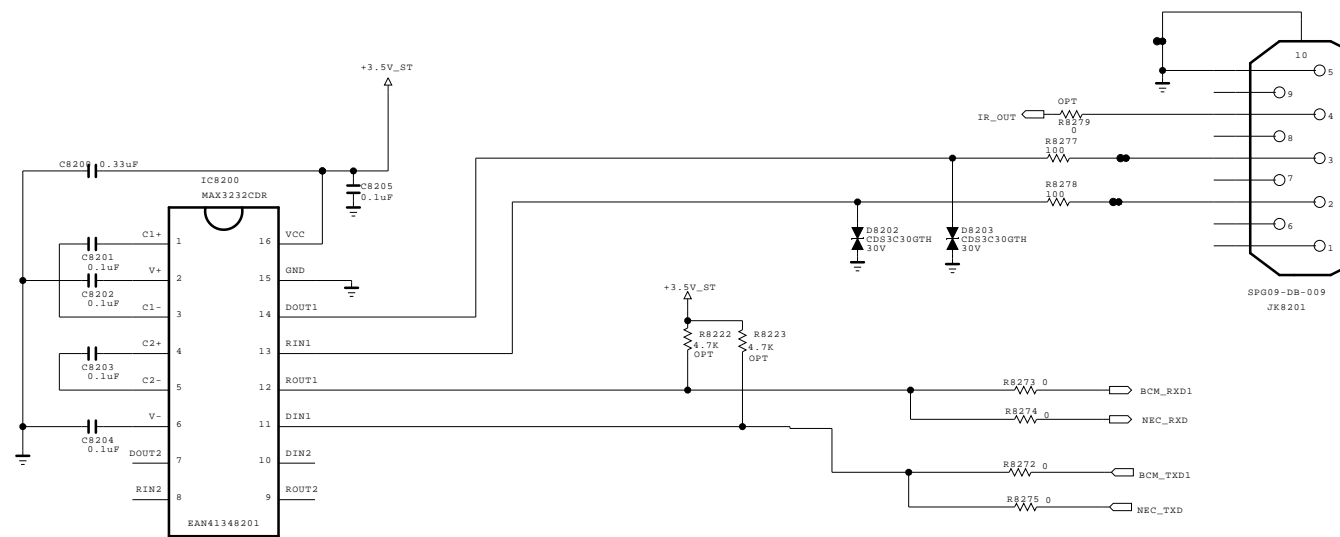 +3.5V_ST
C8200 0.33uF
C8205
0.1uF
IC8200
MAX3232CDR
C1+
1
C8201
0.1uF
V+
2
C8202
0.1uF
C1-
3
C2+
4
C8203
0.1uF
C2-
5
V-
6
C8204
0.1uF
DOUT2
7
RIN2
8
EAN41348201
16
VCC
15
GND
14
DOUT1
13
RIN1
12
ROUT1
11
DIN1
10
DIN2
9
ROUT2
+3.5V_ST
R8222
4.7K
OPT
R8223
4.7K
OPT
D8202
CDS3C30GTH
30V
D8203
CDS3C30GTH
30V
IR_OUT
OPT
R8279
0
R8277
100
R8278
100
10
5
9
4
8
3
7
2
6
1
SPG09-DB-009
JK8201
R8273 0
BCM_RXD1
R8274 0
NEC_RXD
R8272 0
BCM_TXD1
R8275 0
NEC_TXD